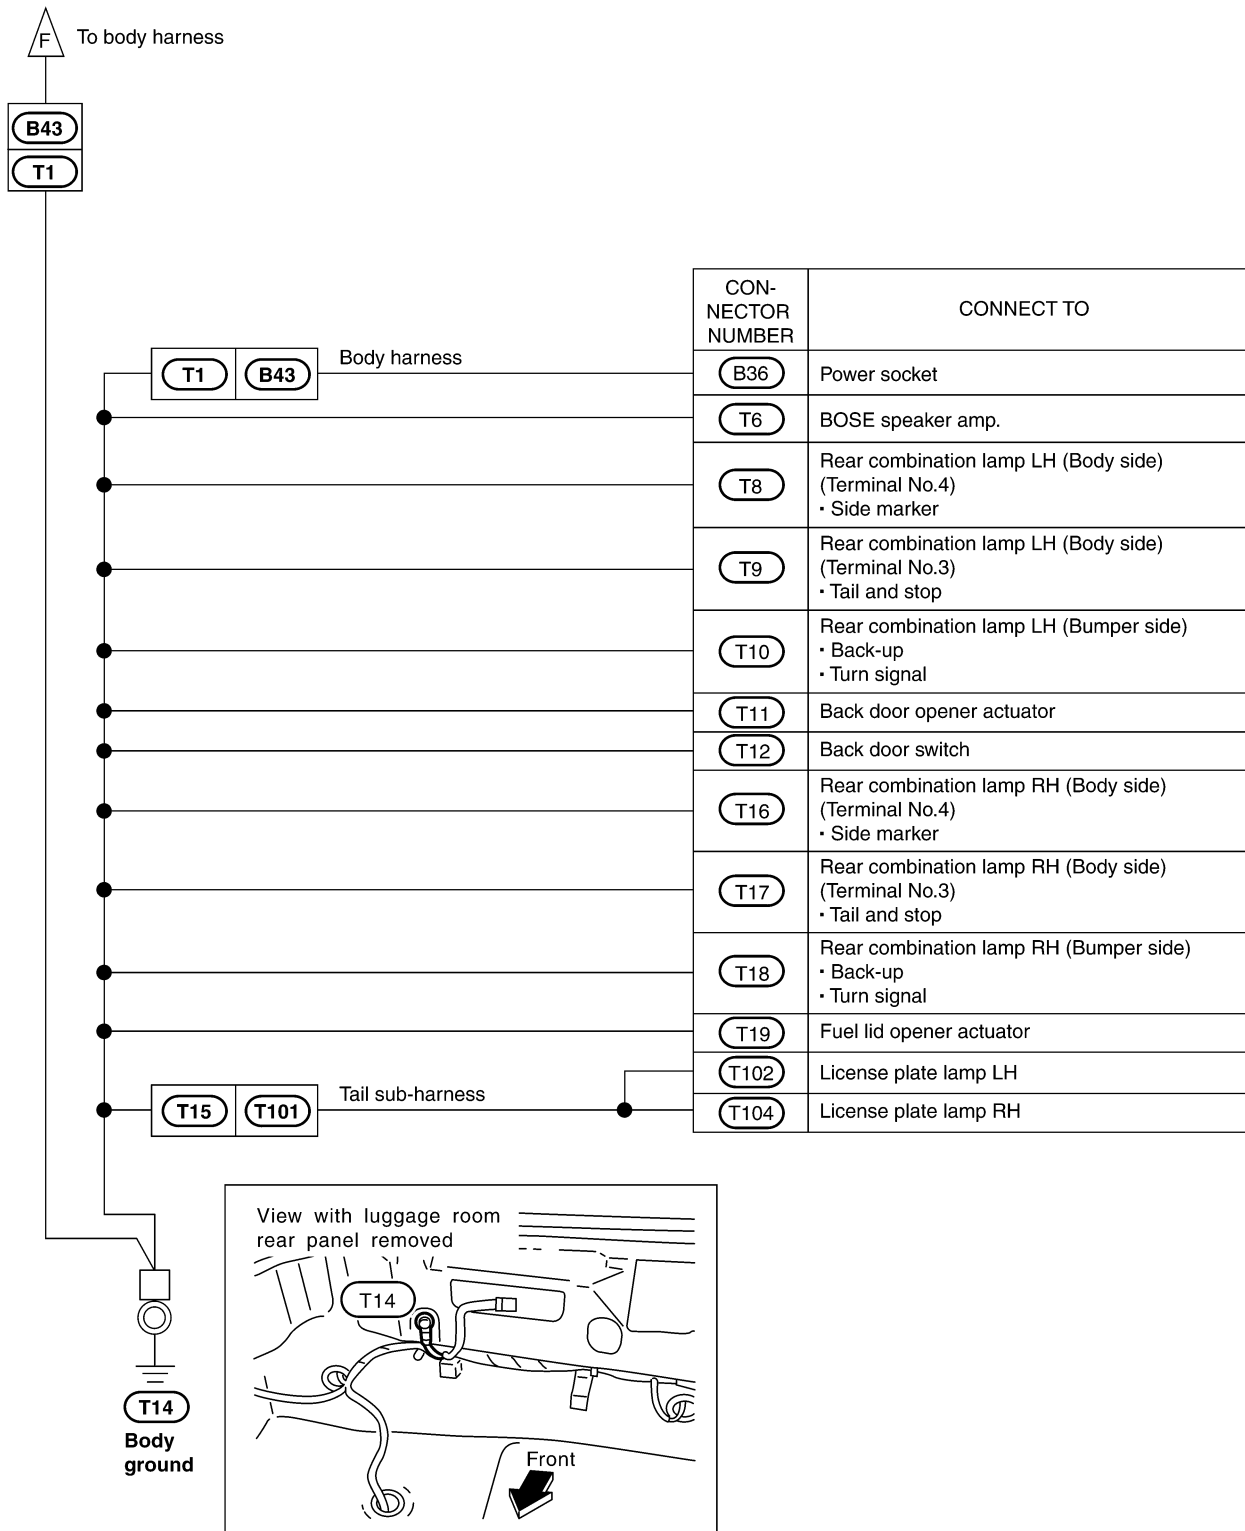 F
To body harness
B43
T1
CON-
NECTOR
NUMBER
CONNECT TO
T1
B43
Body harness
B36
Power socket
T6
BOSE speaker amp.
T8
Rear combination lamp LH (Body side)
(Terminal No.4)
· Side marker
T9
Rear combination lamp LH (Body side)
(Terminal No.3)
· Tail and stop
T10
Rear combination lamp LH (Bumper side)
· Back-up
· Turn signal
T11
Back door opener actuator
T12
Back door switch
T16
Rear combination lamp RH (Body side)
(Terminal No.4)
· Side marker
T17
Rear combination lamp RH (Body side)
(Terminal No.3)
· Tail and stop
T18
Rear combination lamp RH (Bumper side)
· Back-up
· Turn signal
T19
Fuel lid opener actuator
T102
License plate lamp LH
T15
T101
Tail sub-harness
T104
License plate lamp RH
View with luggage room
rear panel removed
T14
T14
Body
ground
Front